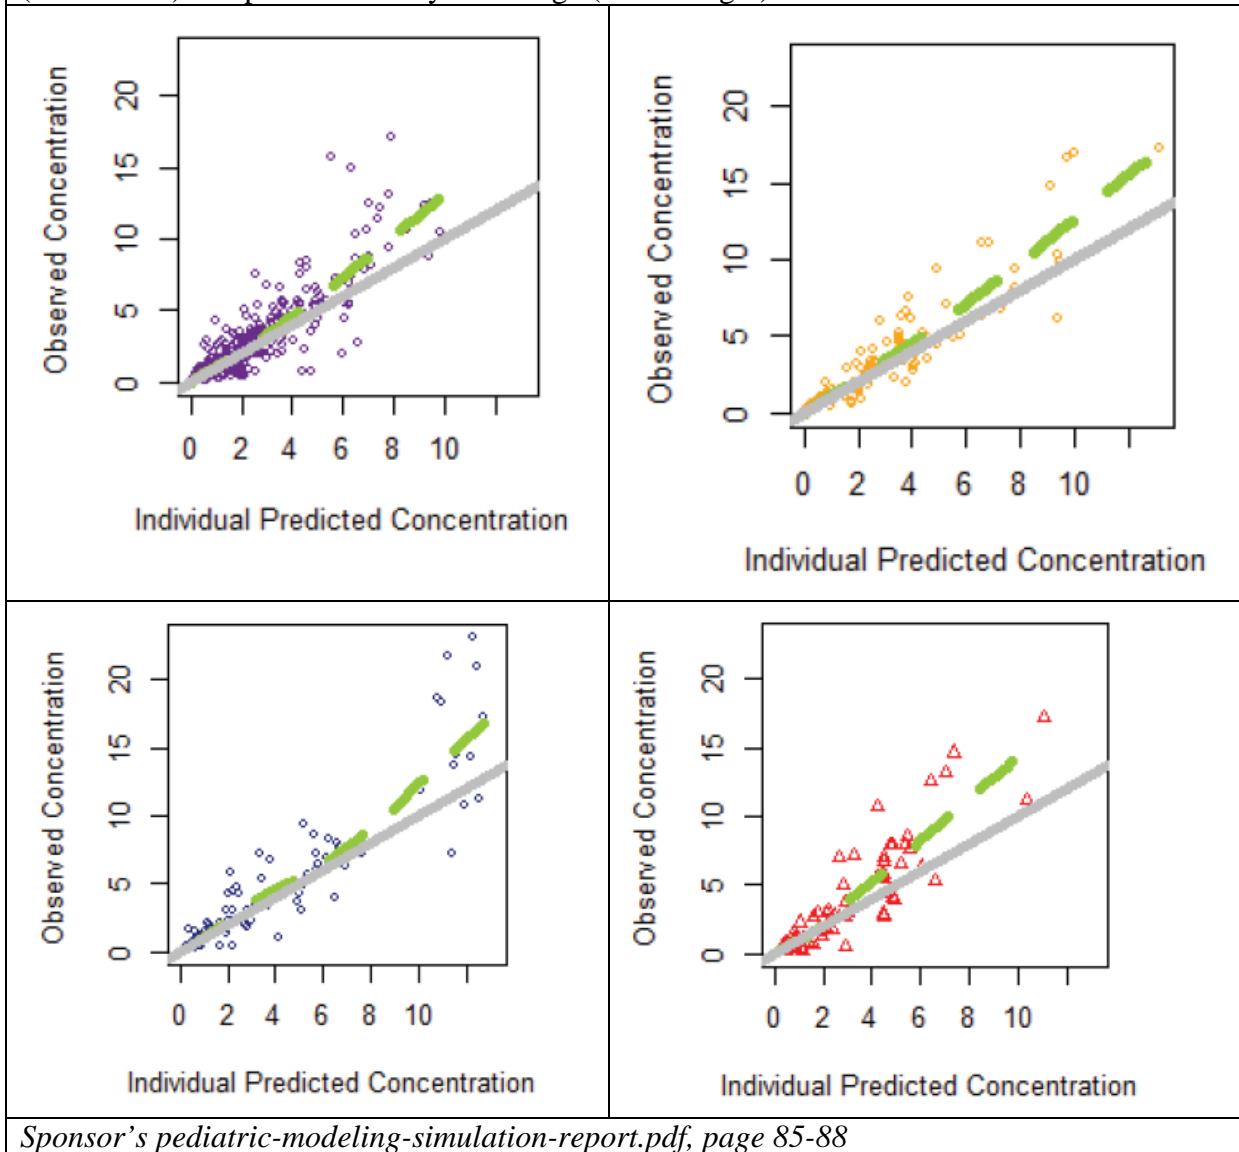 20
15
10
5
0
Observed Concentration
0 2 4 6 8 10
Individual Predicted Concentration
20
15
10
5
0
Observed Concentration
0 2 4 6 8 10
Individual Predicted Concentration
20
15
10
5
0
Observed Concentration
0 2 4 6 8 10
Individual Predicted Concentration
20
15
10
5
0
Observed Concentration
0 2 4 6 8 10
Individual Predicted Concentration
Sponsor's pediatric-modeling-simulation-report.pdf, page 85-88